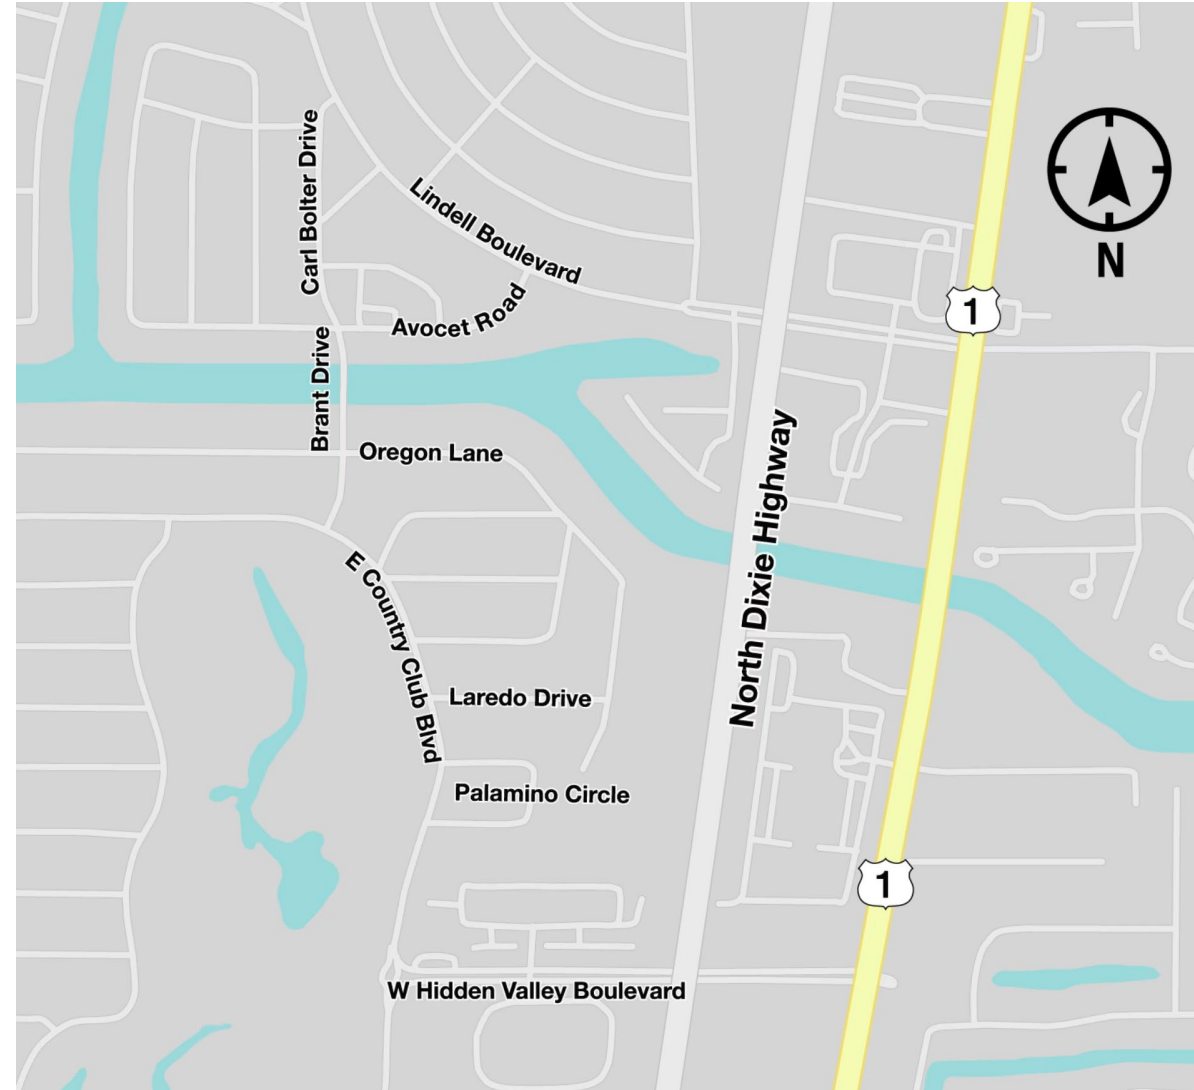 Carl Bolter Drive
Lindell Boulevard
N
1
Avocet Road
Brant Drive
Oregon Lane
North Dixie Highway
E Country Club Blvd
Laredo Drive
Palamino Circle
1
W Hidden Valley Boulevard